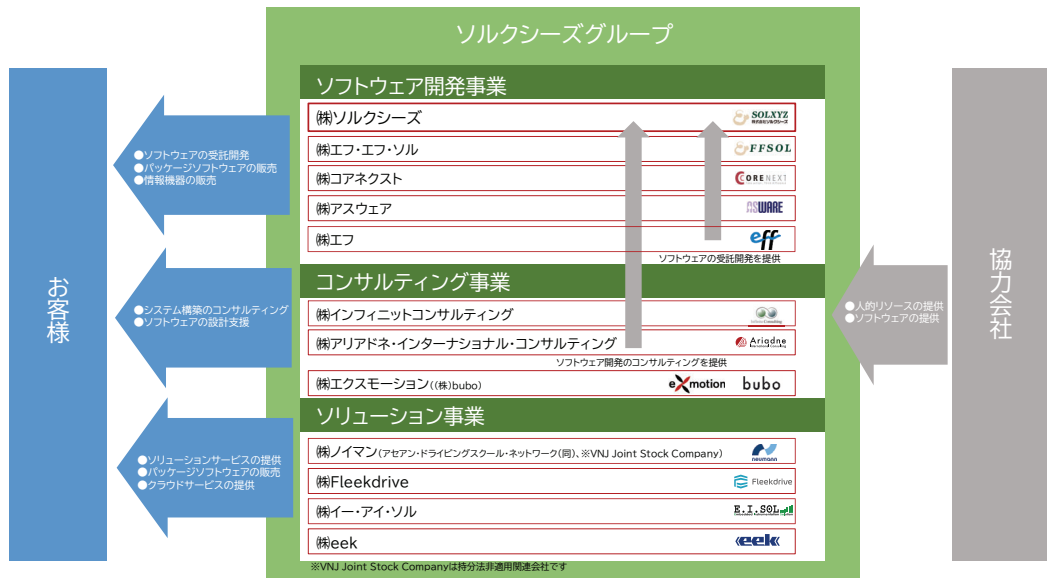 ソルクシーズグループ
お客様
●ソフトウェアの受託開発
●パッケージソフトウェアの販売
●情報機器の販売
●システム構築のコンサルティング
●ソフトウェアの設計支援
●ソリューションサービスの提供
●パッケージソフトウェアの販売
●クラウドサービスの提供
ソフトウェア開発事業
㈱ソルクシーズ
SOLXYZ
株式会社ソルクシーズ
㈱エフ・エフ・ソル
FFSOL
㈱コアネクスト
CORENEXT
㈱アスウェア
ASWARE
㈱エフ
eff
ソフトウェアの受託開発を提供
コンサルティング事業
㈱インフィニットコンサルティング
㈱アリアドネ・インターナショナル・コンサルティング
Ariadne
ソフトウェア開発のコンサルティングを提供
㈱エクスモーション((株)bubo)
eXmotion bubo
ソリューション事業
㈱ノイマン(アセアン・ドライビングスクール・ネットワーク(同)、※VNJ Joint Stock Company)
neumann
㈱Fleekdrive
Fleekdrive
㈱イー・アイ・ソル
E.I.SOL
㈱eek
eek
※VNJ Joint Stock Companyは持分法非適用関連会社です
●人的リソースの提供
●ソフトウェアの提供
協力会社